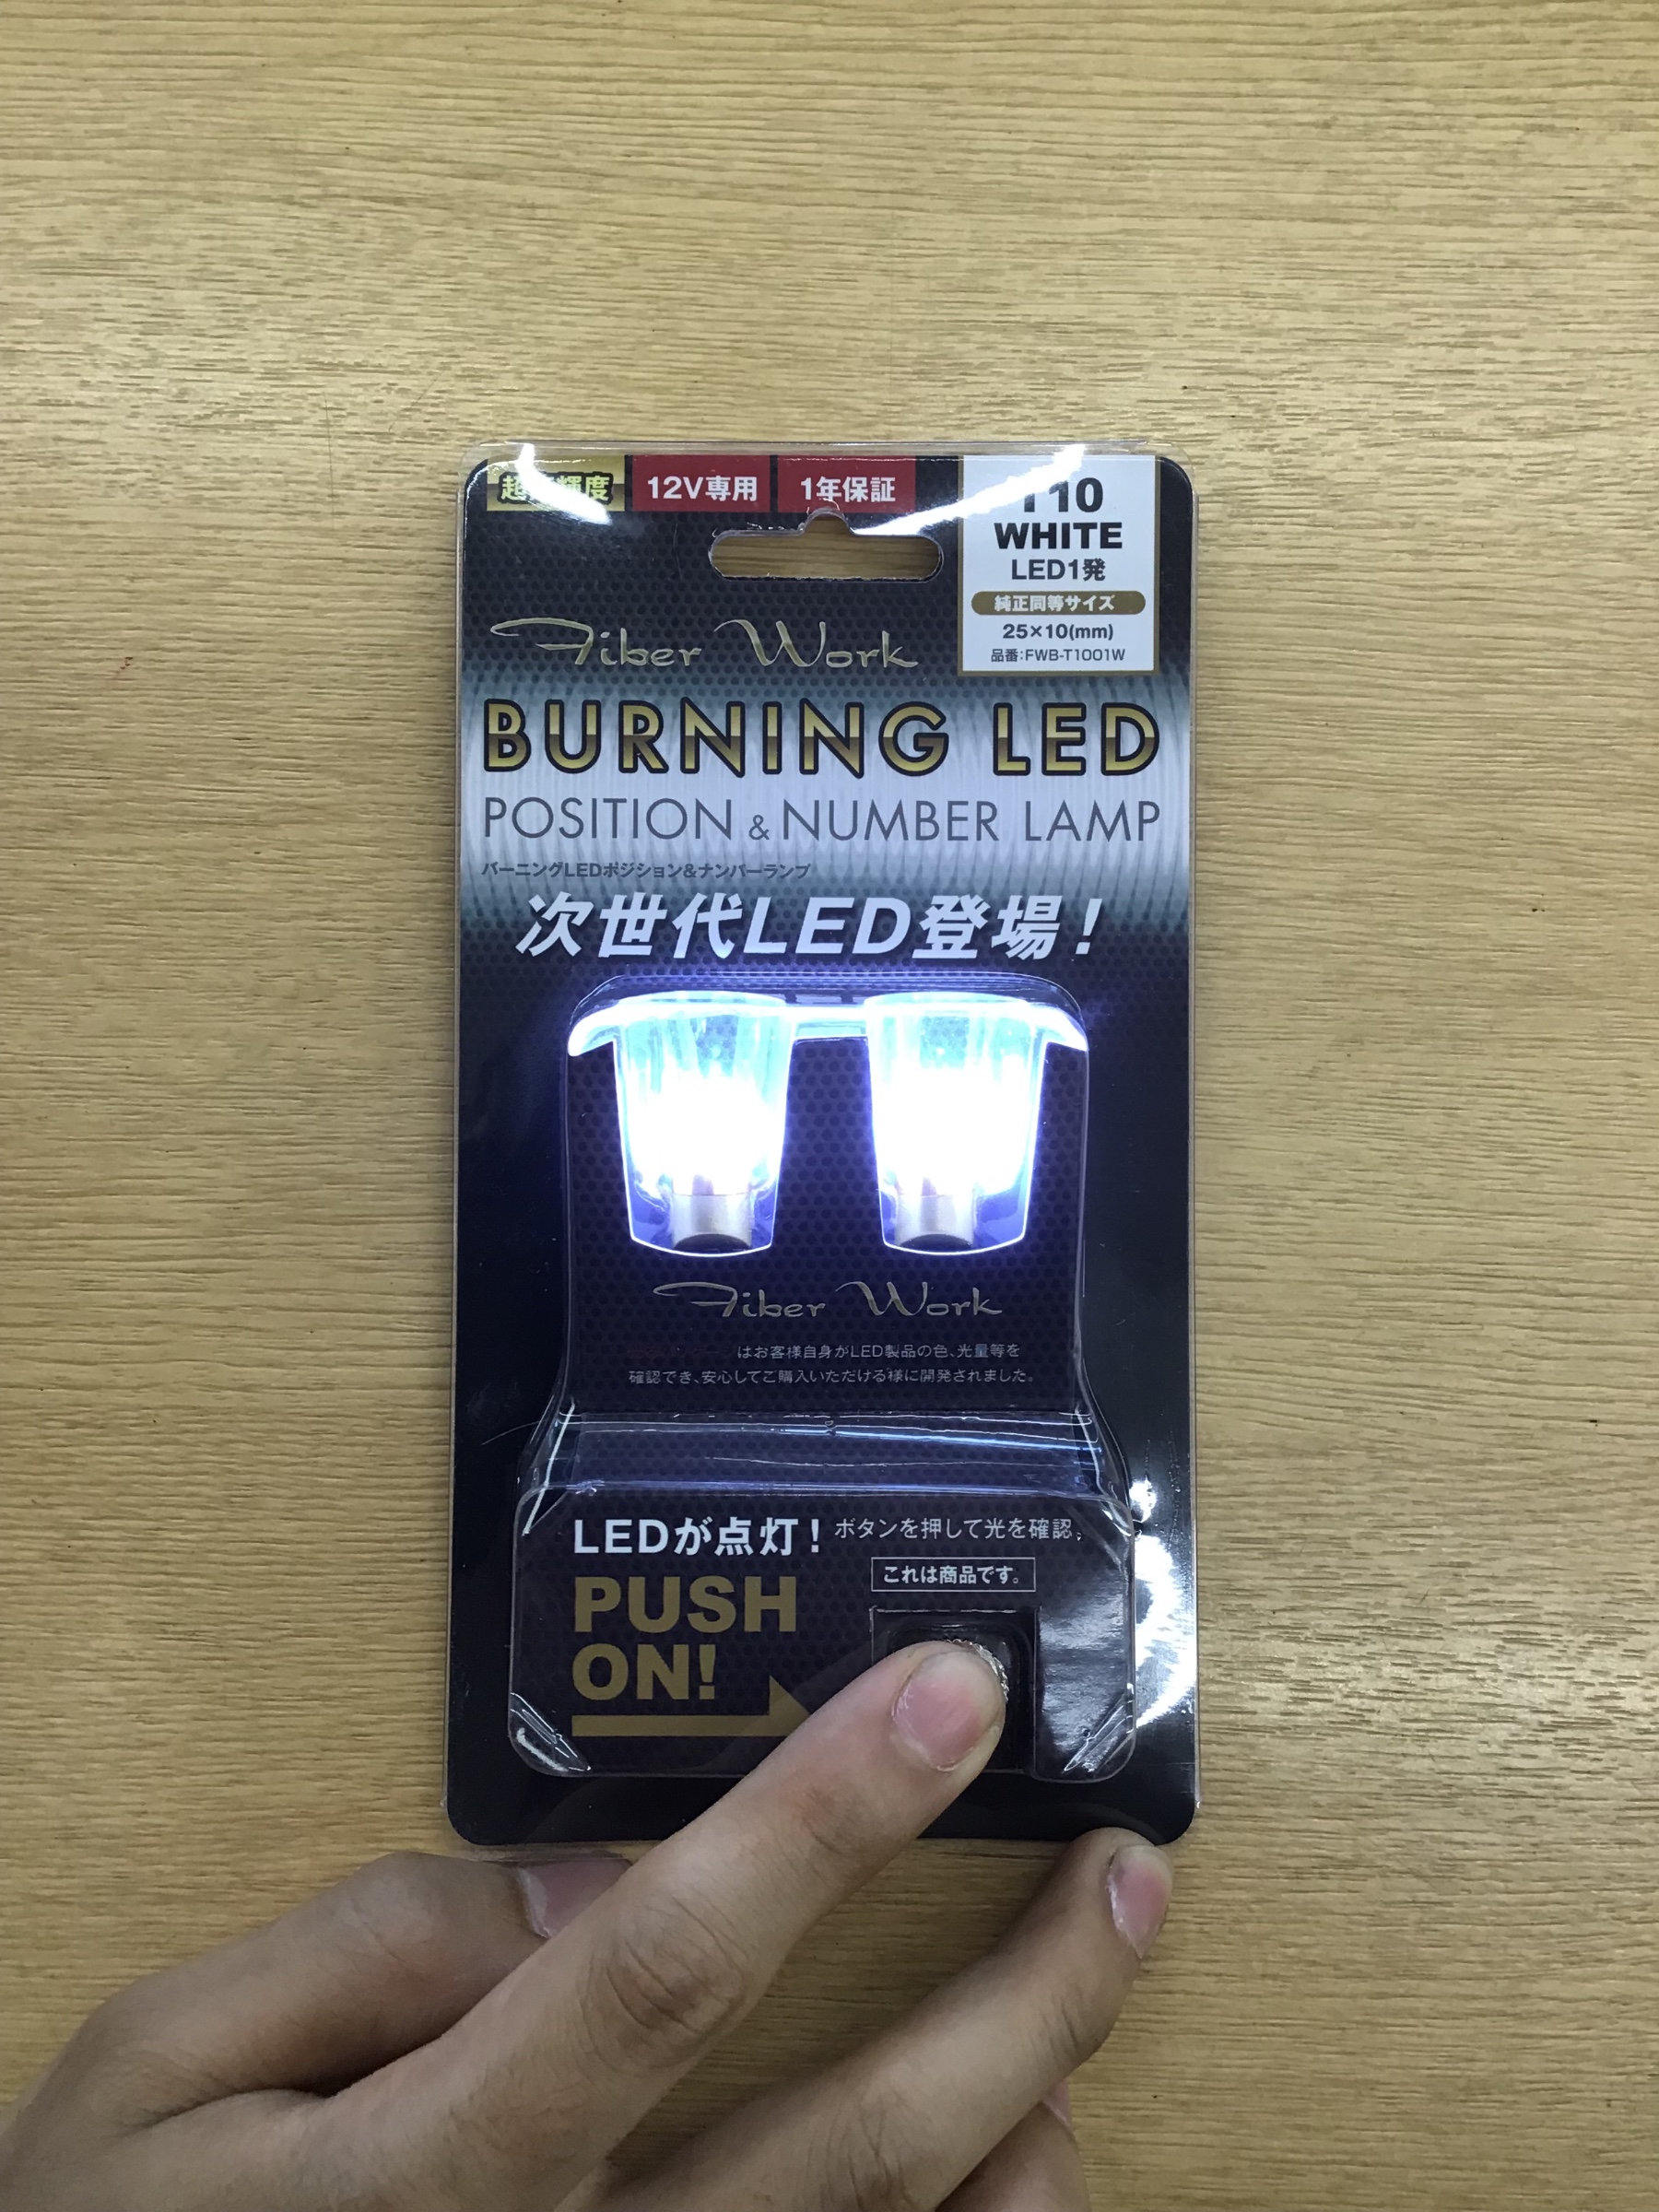 12V専用
1年保証
T10
WHITE
LED1発
純正同等サイズ
25×10(mm)
品番:FWB-T1001W
Fiber Work
BURNING LED
POSITION & NUMBER LAMP
バーニングLEDポジション&ナンバーランプ
次世代LED登場!
Fiber Work
はお客様自身がLED製品の色、光量等を
確認でき、安心してご購入いただける様に開発されました。
LEDが点灯! ボタンを押して光を確認。
これは商品です。
PUSH
ON!